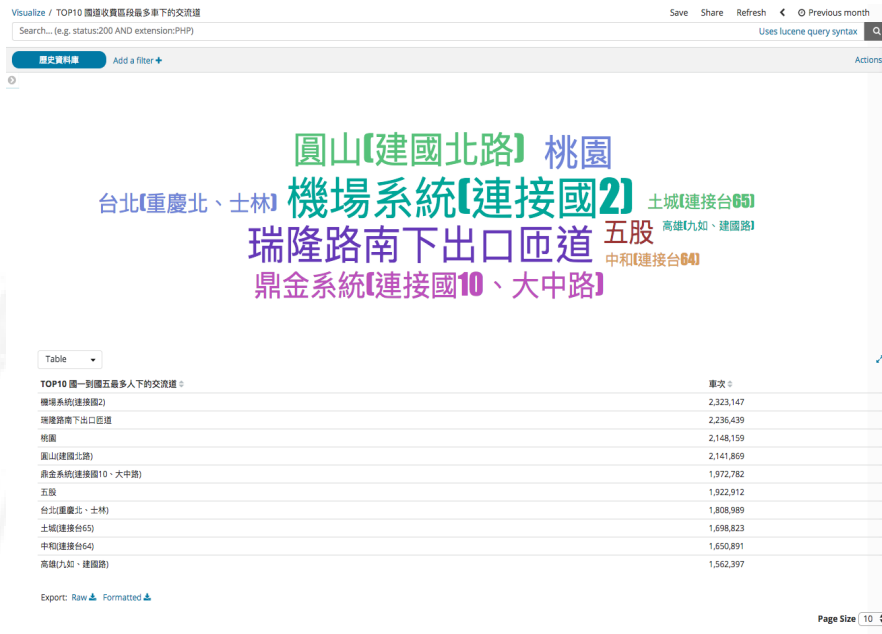 Visualize / TOP10 國道收費區段最多車下的交流道 Save Share Refresh Previous month
Search... (e.g. status:200 AND extension:PHP) Uses lucene query syntax
歷史資料庫 Add a filter + Actions
圓山(建國北路) 桃園
台北(重慶北、士林) 機場系統(連接國2) 土城(連接台65)
瑞隆路南下出口匝道 五股 高雄(九如、建國路)
中和(連接台64)
鼎金系統(連接國10、大中路)
Table
TOP10 國一到國五最多人下的交流道 車次
機場系統(連接國2) 2,323,147
瑞隆路南下出口匝道 2,236,439
桃園 2,148,159
圓山(建國北路) 2,141,869
鼎金系統(連接國10、大中路) 1,972,782
五股 1,922,912
台北(重慶北、士林) 1,808,989
土城(連接台65) 1,698,823
中和(連接台64) 1,650,891
高雄(九如、建國路) 1,562,397
Export: Raw Formatted
Page Size 10